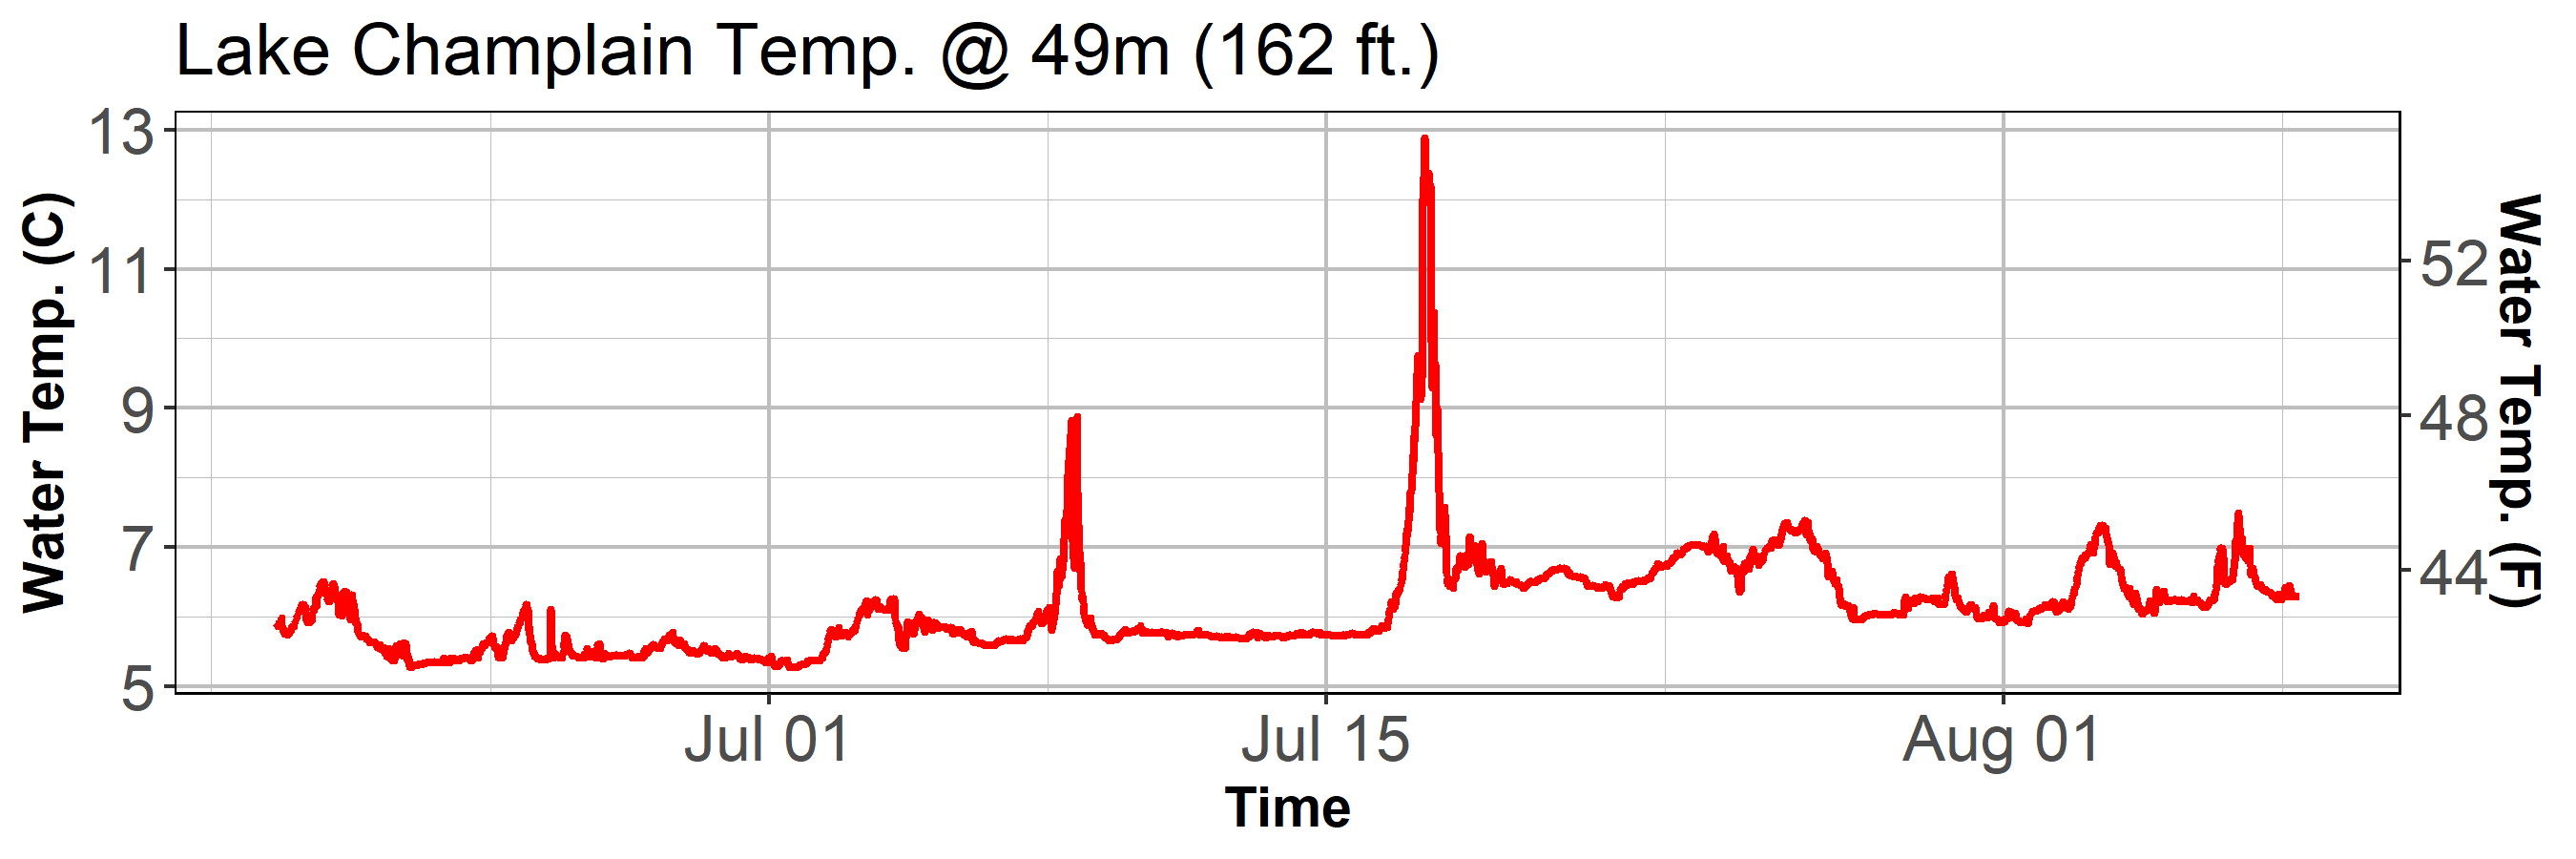 Lake Champlain Temp. @ 49m (162 ft.)
13
11
9
7
5
Water Temp. (C)
52
48
44
Water Temp. (F)
Jul 01
Jul 15
Aug 01
Time